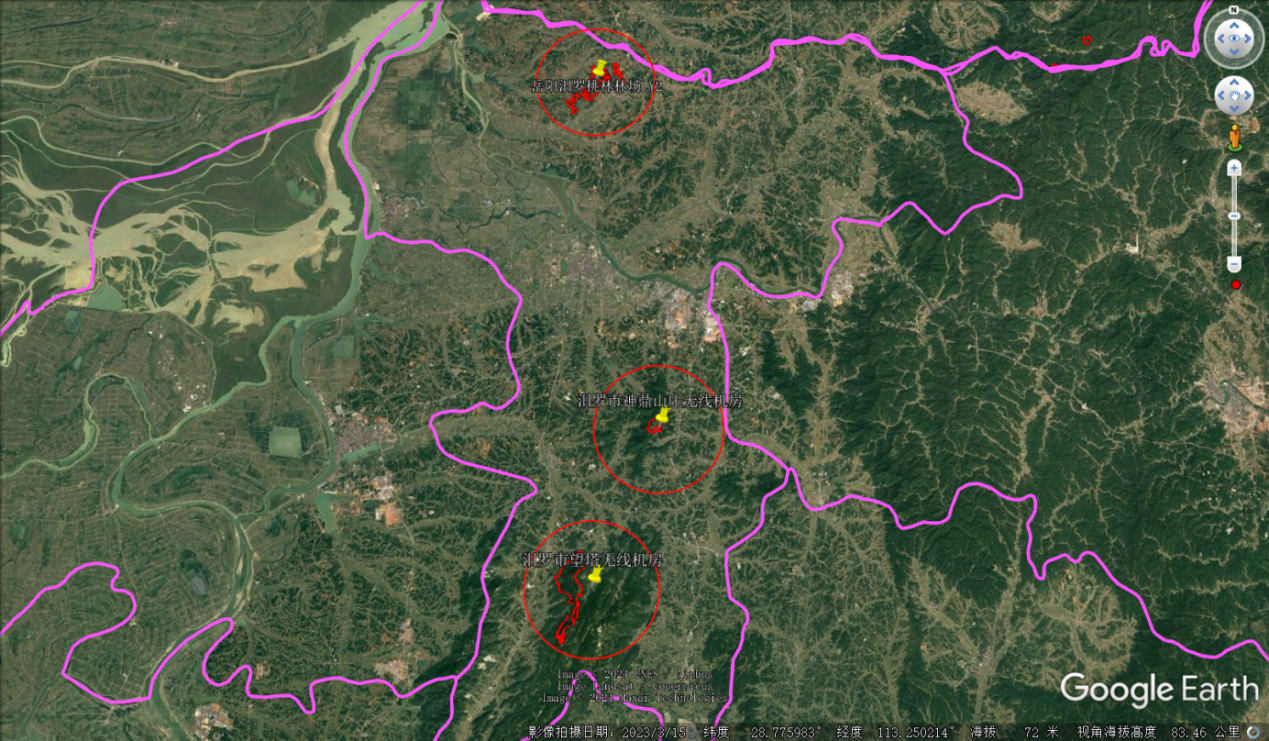 N
岳阳汨罗桃林林场LY2
汨罗市神鼎山庄无线机房
汨罗市望塔无线机房
Image © 2024 CNES / Airbus
Image Landsat / Copernicus
Image © 2024 Maxar Technologies
Google Earth
影像拍摄日期: 2023/3/15 纬度 28.775983° 经度 113.250214° 海拔 72 米 视角海拔高度 83.46 公里